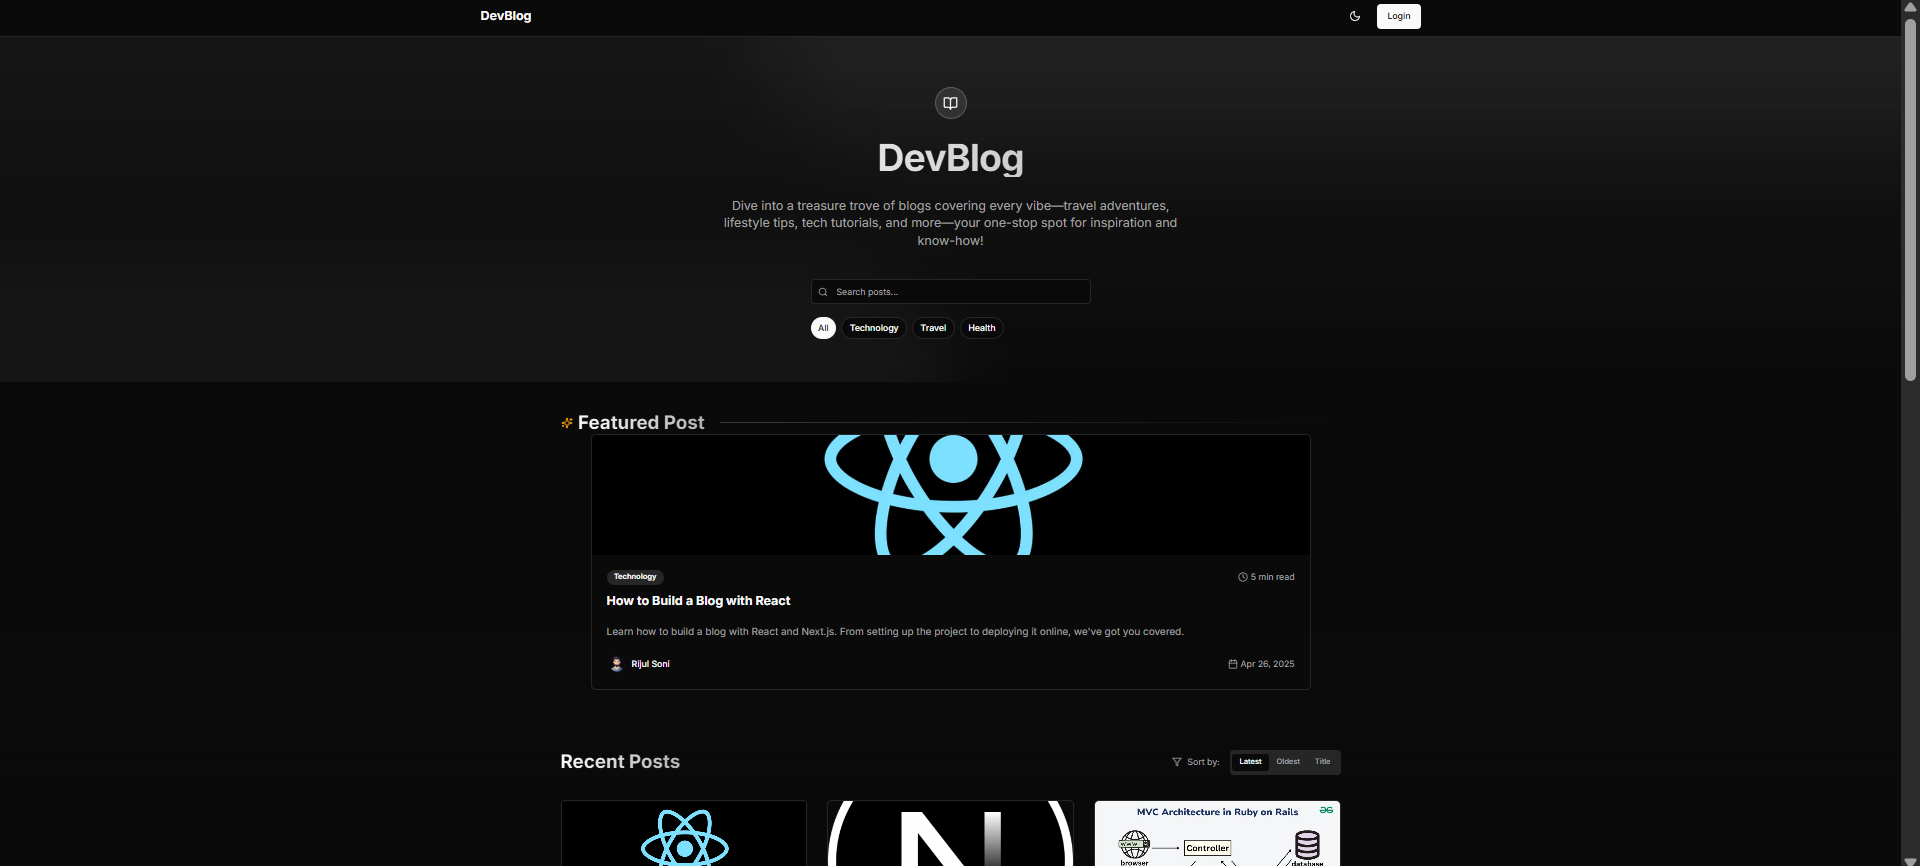 DevBlog
Login
DevBlog
Dive into a treasure trove of blogs covering every vibe—travel adventures,
lifestyle tips, tech tutorials, and more—your one-stop spot for inspiration and
know-how!
Search posts...
All Technology Travel Health
Featured Post
Technology
5 min read
How to Build a Blog with React
Learn how to build a blog with React and Next.js. From setting up the project to deploying it online, we've got you covered.
Rijul Soni
Apr 26, 2025
Recent Posts
Sort by: Latest Oldest Title
N
MVC Architecture in Ruby on Rails
WWW
Controller
browser
database